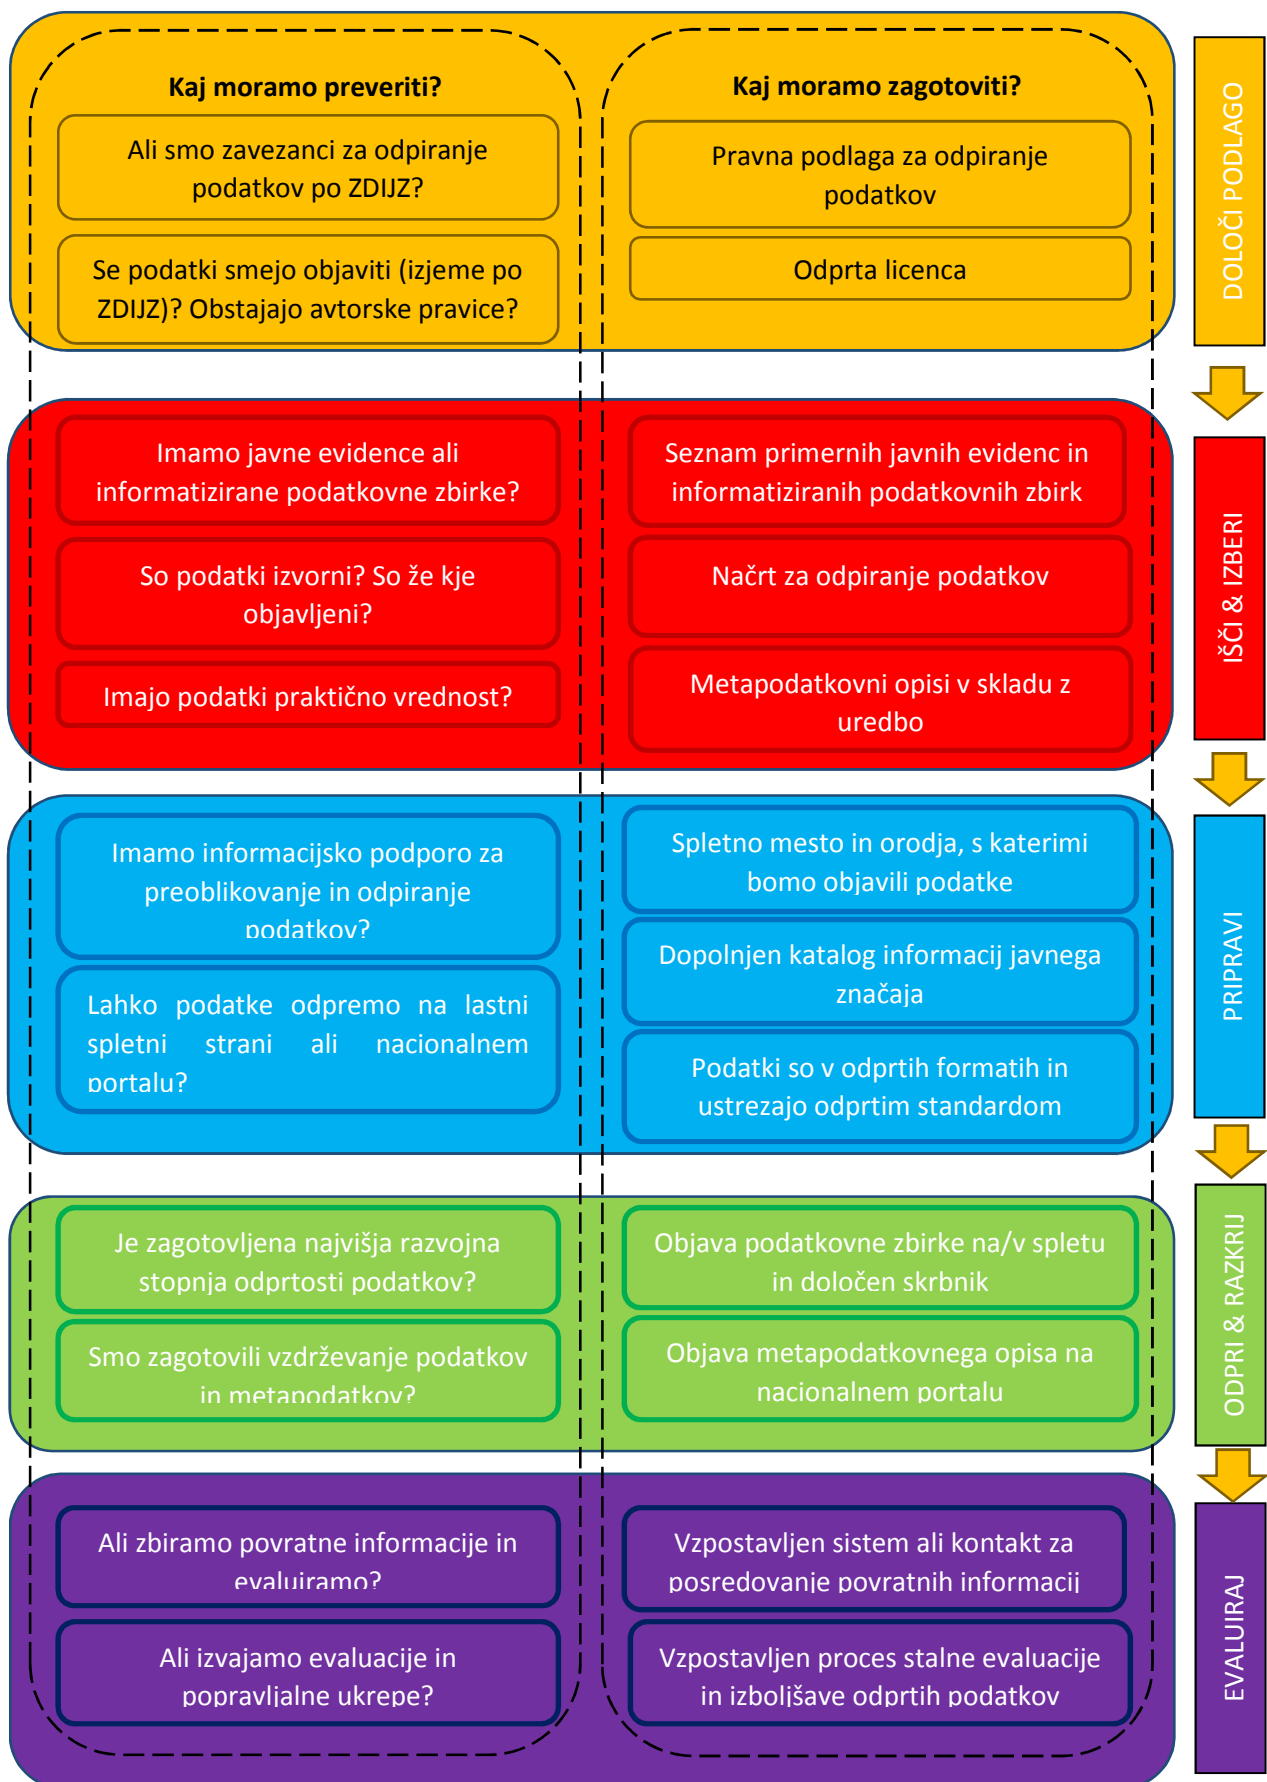 Kaj moramo preveriti?
Ali smo zavezanci za odpiranje
podatkov po ZDIJZ?
Se podatki smejo objaviti (izjeme po
ZDIJZ)? Obstajajo avtorske pravice?
Kaj moramo zagotoviti?
Pravna podlaga za odpiranje
podatkov
Odprta licenca
DOLOČI PODLAGO
Imamo javne evidence ali
informatizirane podatkovne zbirke?
So podatki izvorni? So že kje
objavljeni?
Imajo podatki praktično vrednost?
Seznam primernih javnih evidenc in
informatiziranih podatkovnih zbirk
Načrt za odpiranje podatkov
Metapodatkovni opisi v skladu z
uredbo
IŠČI & IZBERI
Imamo informacijsko podporo za
preoblikovanje in odpiranje
podatkov?
Lahko podatke odpremo na lastni
spletni strani ali nacionalnem
portalu?
Spletno mesto in orodja, s katerimi
bomo objavili podatke
Dopolnjen katalog informacij javnega
značaja
Podatki so v odprtih formatih in
ustrezajo odprtim standardom
PRIPRAVI
Je zagotovljena najvišja razvojna
stopnja odprtosti podatkov?
Smo zagotovili vzdrževanje podatkov
in metapodatkov?
Objava podatkovne zbirke na/v spletu
in določen skrbnik
Objava metapodatkovnega opisa na
nacionalnem portalu
ODPRI & RAZKRIJ
Ali zbiramo povratne informacije in
evaluiramo?
Ali izvajamo evaluacije in
popravljalne ukrepe?
Vzpostavljen sistem ali kontakt za
posredovanje povratnih informacij
Vzpostavljen proces stalne evaluacije
in izboljšave odprtih podatkov
EVALUIRAJ